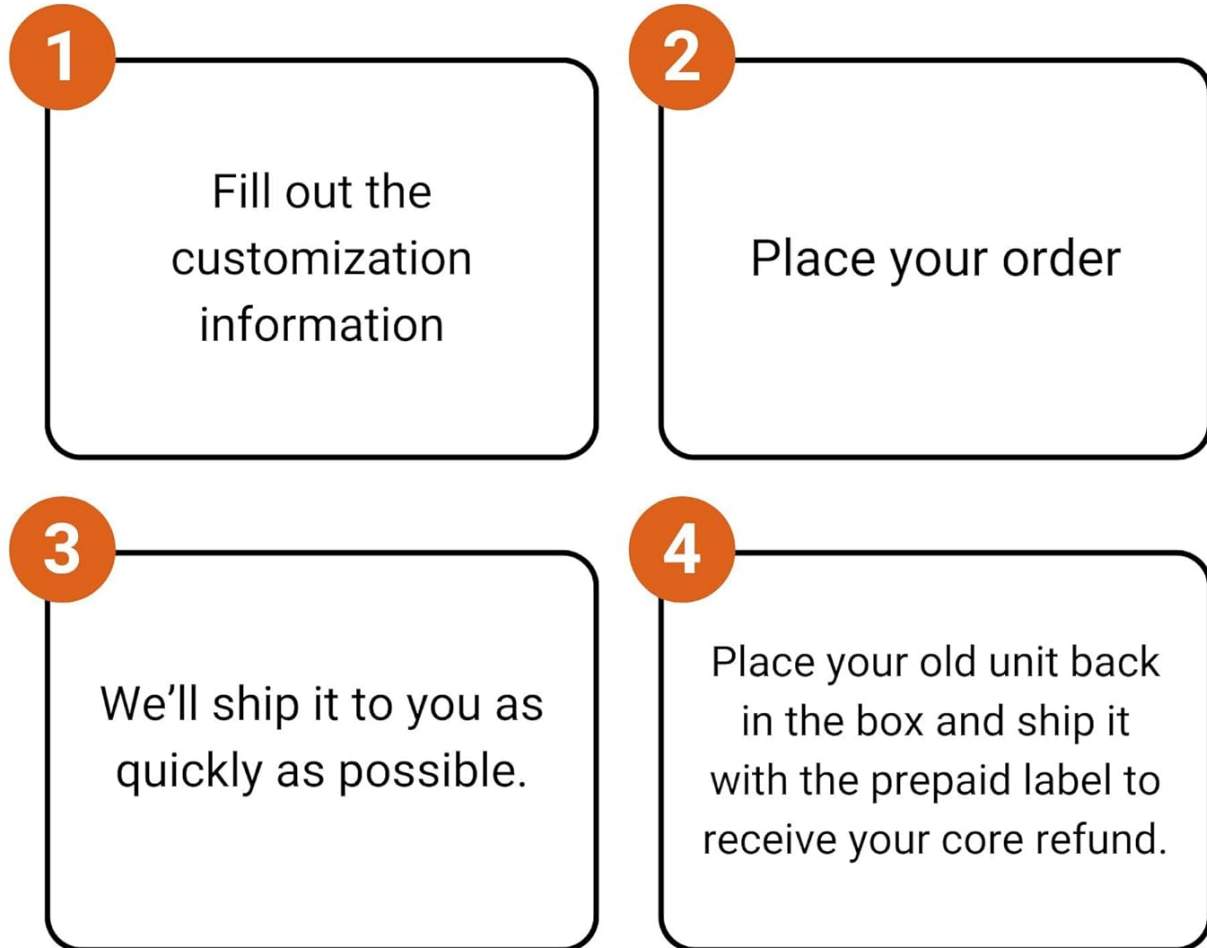 1
Fill out the
customization
information
2
Place your order
3
We'll ship it to you as
quickly as possible.
4
Place your old unit back
in the box and ship it
with the prepaid label to
receive your core refund.